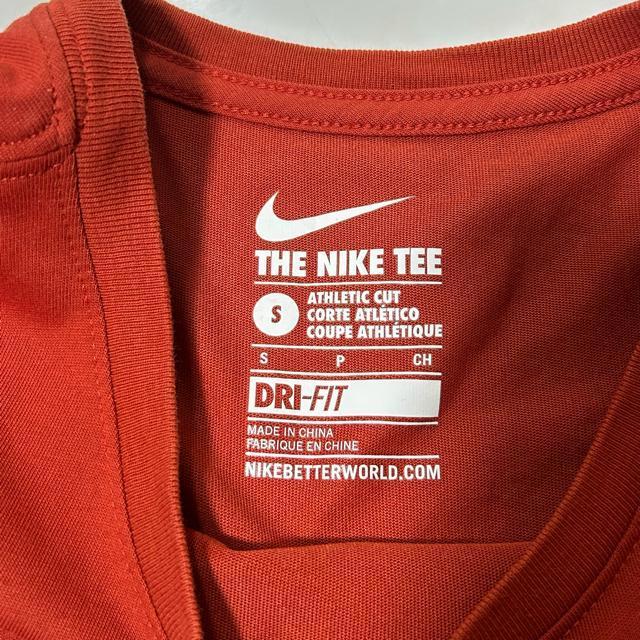 THE NIKE TEE
S
ATHLETIC CUT
CORTE ATLÉTICO
COUPE ATHLÉTIQUE
S P CH
DRI-FIT
MADE IN CHINA
FABRIQUE EN CHINE
NIKEBETTERWORLD.COM